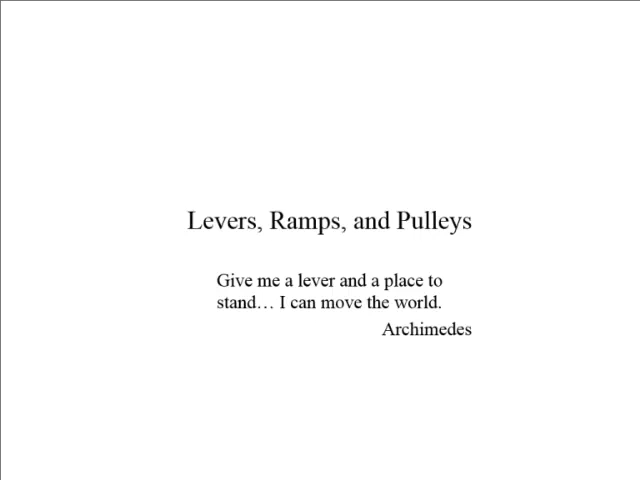 Levers, Ramps, and Pulleys
Give me a lever and a place to
stand… I can move the world.
Archimedes